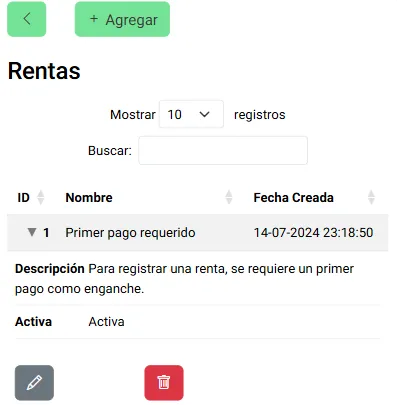 + Agregar
Rentas
Mostrar 10 registros
Buscar:
ID Nombre Fecha Creada
1 Primer pago requerido 14-07-2024 23:18:50
Descripción Para registrar una renta, se requiere un primer
pago como enganche.
Activa Activa